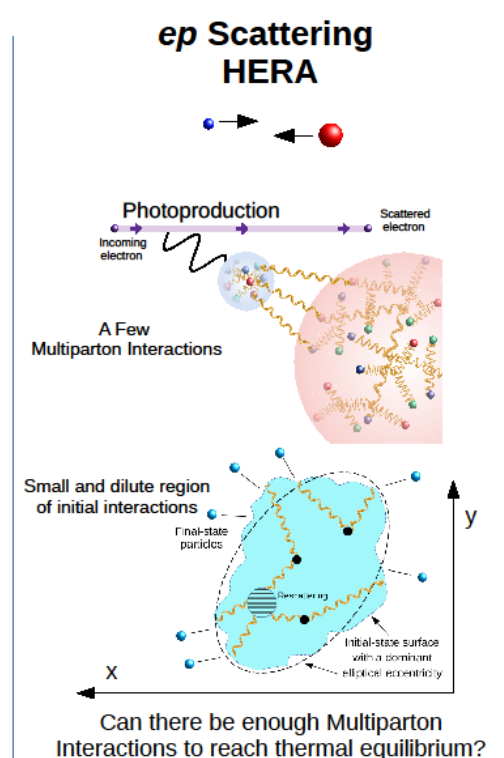 ep Scattering
HERA
Photoproduction
Scattered
electron
Incoming
electron
A Few
Multiparton Interactions
Small and dilute region
of initial interactions
Final-state
particles
Rescattering
Initial-state surface
with a dominant
elliptical eccentricity
y
x
Can there be enough Multiparton
Interactions to reach thermal equilibrium?